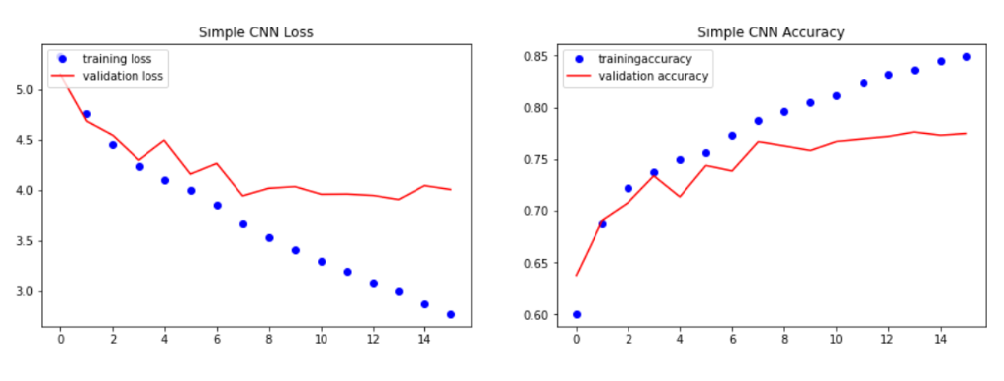 Simple CNN Loss
training loss
validation loss
5.0
4.5
4.0
3.5
3.0
0 2 4 6 8 10 12 14
Simple CNN Accuracy
trainingaccuracy
validation accuracy
0.85
0.80
0.75
0.70
0.65
0.60
0 2 4 6 8 10 12 14